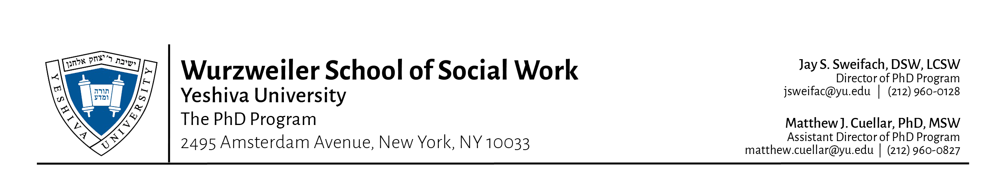 ישיבת ר' יצחק אלחנן
YESHIVA UNIVERSITY
תורה
ומדע
Wurzweiler School of Social Work
Yeshiva University
The PhD Program
2495 Amsterdam Avenue, New York, NY 10033
Jay S. Sweifach, DSW, LCSW
Director of PhD Program
jsweifac@yu.edu | (212) 960-0128
Matthew J. Cuellar, PhD, MSW
Assistant Director of PhD Program
matthew.cuellar@yu.edu | (212) 960-0827